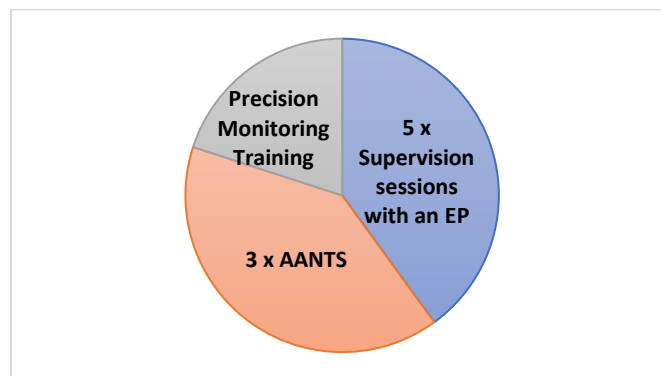 Precision
Monitoring
Training
5 x
Supervision
sessions
with an EP
3 x AANTS